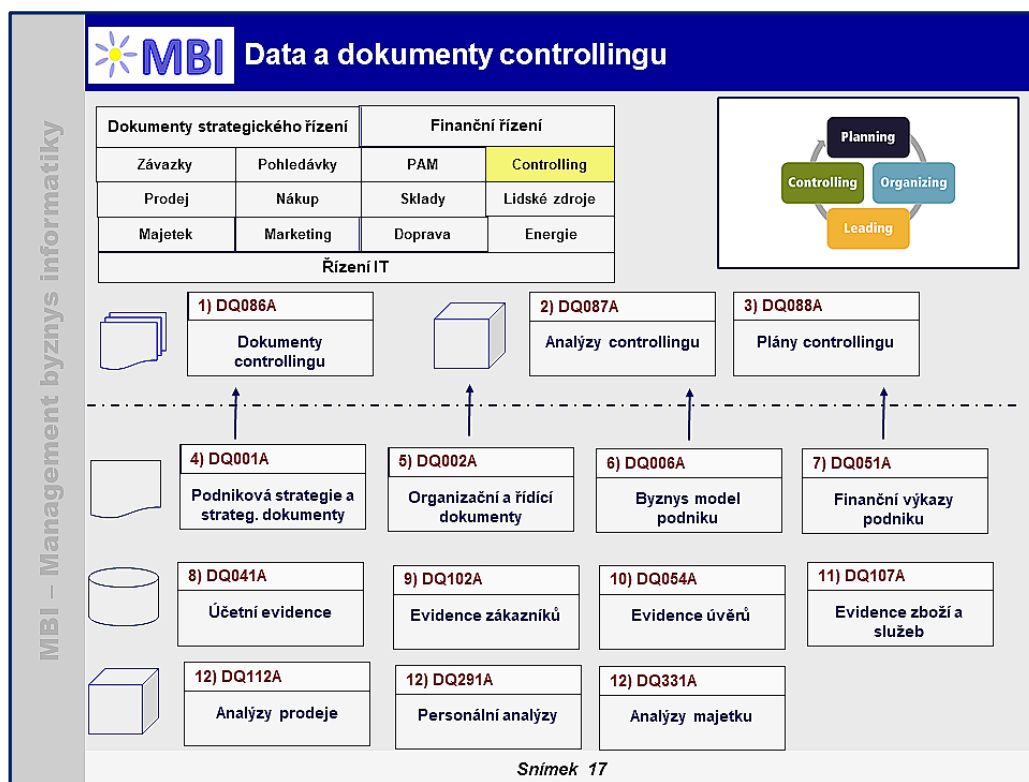 MBI
Data a dokumenty controllingu
MBI – Management byznys informatiky
Dokumenty strategického řízení
Finanční řízení
Závazky
Pohledávky
PAM
Controlling
Prodej
Nákup
Sklady
Lidské zdroje
Majetek
Marketing
Doprava
Energie
Řízení IT
Planning
Controlling
Organizing
Leading
1) DQ086A
Dokumenty
controllingu
2) DQ087A
Analýzy controllingu
3) DQ088A
Plány controllingu
4) DQ001A
Podniková strategie a
strateg. dokumenty
5) DQ002A
Organizační a řídící
dokumenty
6) DQ006A
Byznys model
podniku
7) DQ051A
Finanční výkazy
podniku
8) DQ041A
Účetní evidence
9) DQ102A
Evidence zákazníků
10) DQ054A
Evidence úvěrů
11) DQ107A
Evidence zboží a
služeb
12) DQ112A
Analýzy prodeje
12) DQ291A
Personální analýzy
12) DQ331A
Analýzy majetku
Snímek 17